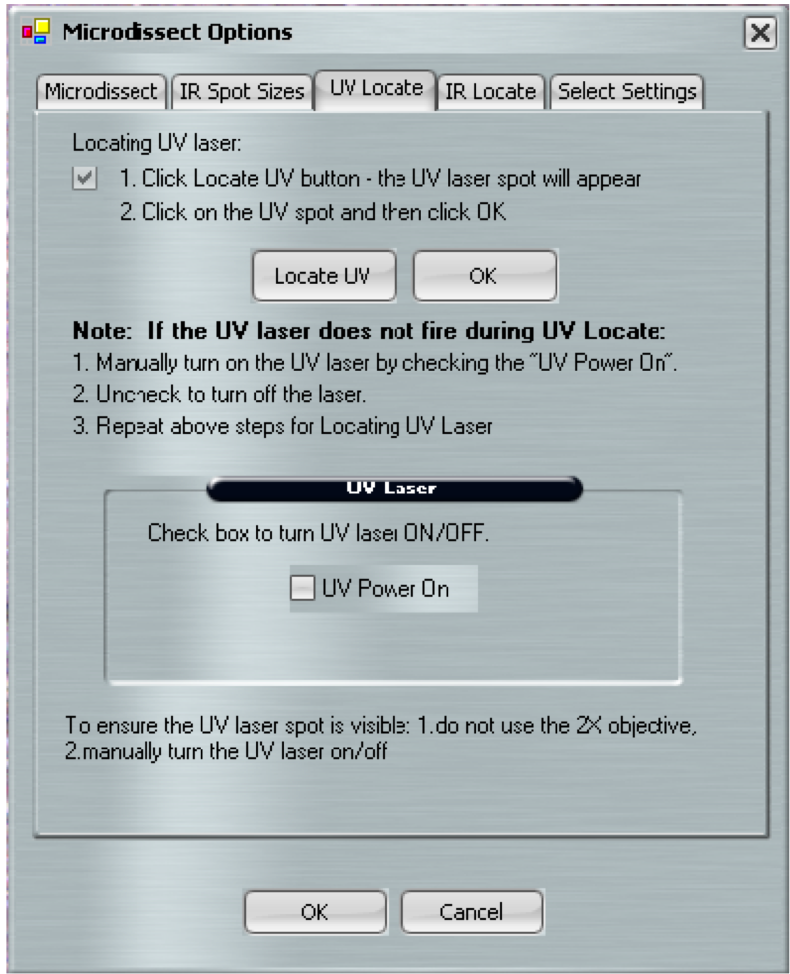 Microdissect Options
Microdissect IR Spot Sizes UV Locate IR Locate Select Settings
Locating UV laser:
1. Click Locate UV button - the UV laser spot will appear
2. Click on the UV spot and then click OK
Locate UV OK
Note: If the UV laser does not fire during UV Locate:
1. Manually turn on the UV laser by checking the "UV Power On".
2. Uncheck to turn off the laser.
3. Repeat above steps for Locating UV Laser
UV Laser
Check box to turn UV laser ON/OFF.
UV Power On
To ensure the UV laser spot is visible: 1.do not use the 2X objective,
2.manually turn the UV laser on/off
OK Cancel